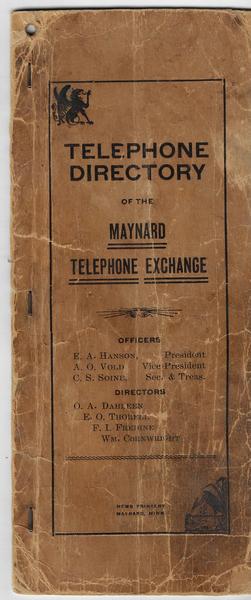 TELEPHONE
DIRECTORY
OF THE
MAYNARD
TELEPHONE EXCHANGE
OFFICERS
E. A. HANSON, President
A. O. VOLD Vice President
C. S. SOINE, Sec. & Treas.
DIRECTORS
O. A. DAHLEEN
E. O. THORELL
F. I. FREDINE
WM. CORNWRIGHT
NEWS PRINTERY
MAYNARD, MINN.